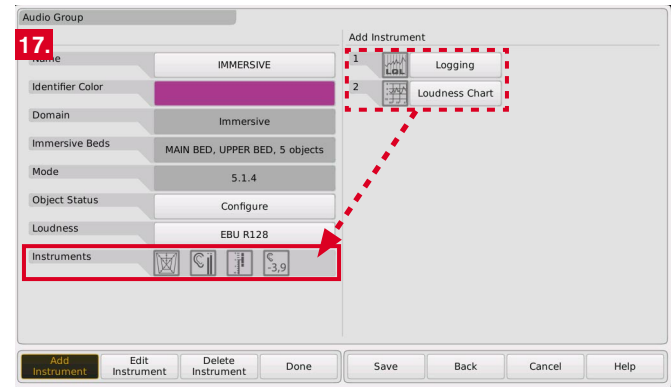 Audio Group
17.
Name
IMMERSIVE
Identifier Color
Domain
Immersive
Immersive Beds
MAIN BED, UPPER BED, 5 objects
Mode
5.1.4
Object Status
Configure
Loudness
EBU R128
Instruments
-3,9
Add Instrument
1
LOL
Logging
2
Loudness Chart
Add
Instrument
Edit
Instrument
Delete
Instrument
Done
Save
Back
Cancel
Help